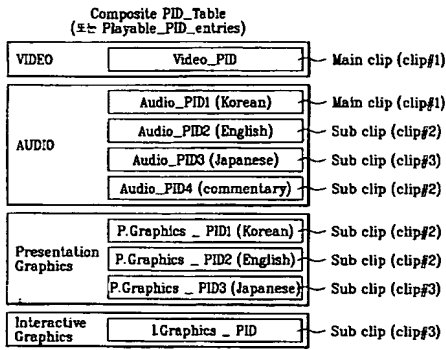 Composite PID_Table
(또는 Playable_PID_entries)
VIDEO Video_PID Main clip (clip#1)
AUDIO
Audio_PID1 (Korean) Main clip (clip#1)
Audio_PID2 (English) Sub clip (clip#2)
Audio_PID3 (Japanese) Sub clip (clip#3)
Audio_PID4 (commentary) Sub clip (clip#2)
Presentation
Graphics
P.Graphics _ PID1 (Korean) Sub clip (clip#2)
P.Graphics _ PID2 (English) Sub clip (clip#2)
P.Graphics _ PID3 (Japanese) Sub clip (clip#3)
Interactive
Graphics
I.Graphics _ PID Sub clip (clip#3)